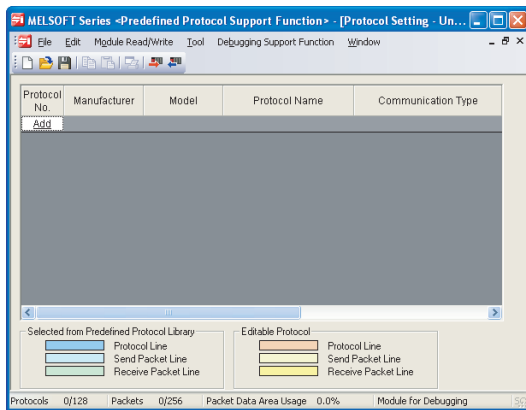 MELSOFT Series <Predefined Protocol Support Function> - [Protocol Setting - Un...
File Edit Module Read/Write Tool Debugging Support Function Window
Protocol No. Manufacturer Model Protocol Name Communication Type
Add
Selected from Predefined Protocol Library
Protocol Line
Send Packet Line
Receive Packet Line
Editable Protocol
Protocol Line
Send Packet Line
Receive Packet Line
Protocols 0/128 Packets 0/256 Packet Data Area Usage 0.0% Module for Debugging